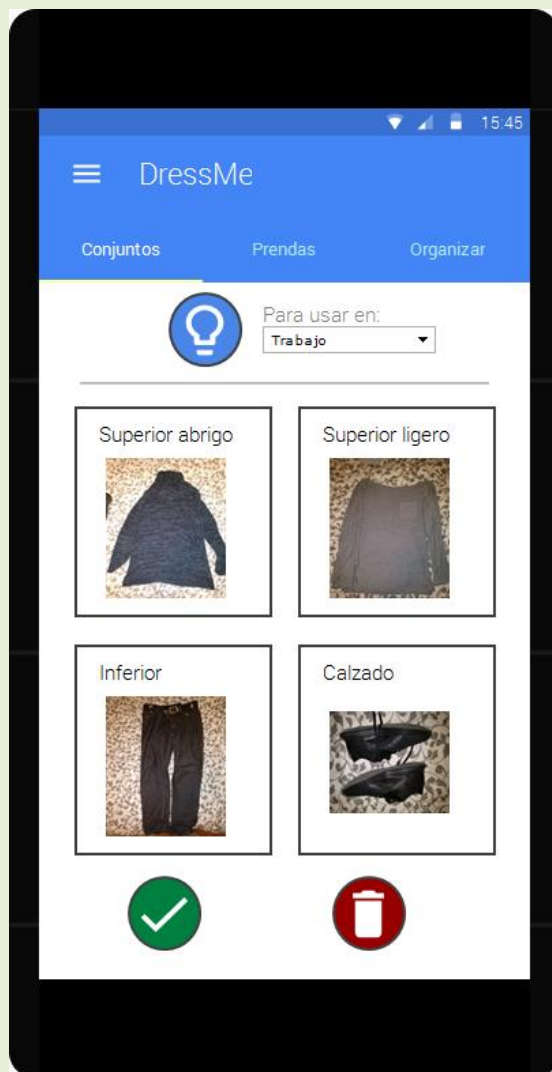 15:45
DressMe
Conjuntos Prendas Organizar
Para usar en:
Trabajo
Superior abrigo Superior ligero
Inferior Calzado